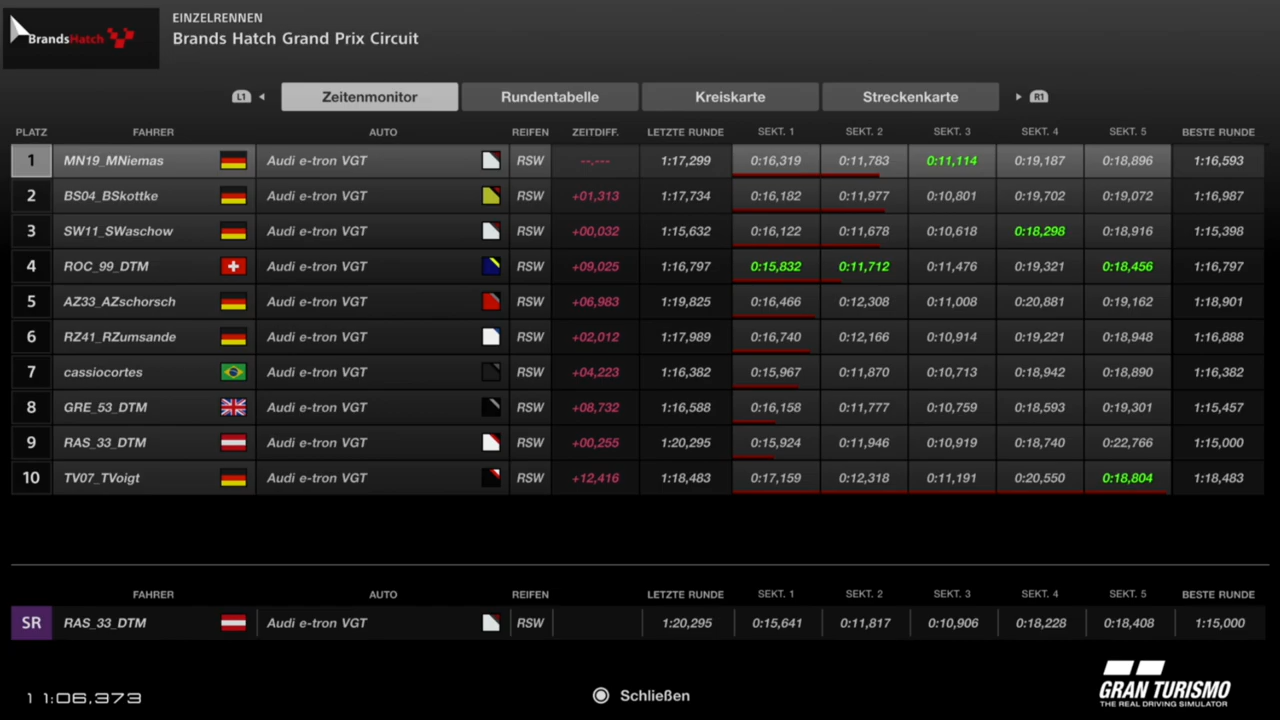 BrandsHatch
EINZELRENNEN
Brands Hatch Grand Prix Circuit
L1 Zeitenmonitor Rundentabelle Kreiskarte Streckenkarte R1
PLATZ FAHRER AUTO REIFEN ZEITDIFF. LETZTE RUNDE SEKT. 1 SEKT. 2 SEKT. 3 SEKT. 4 SEKT. 5 BESTE RUNDE
1 MN19_MNiemas Audi e-tron VGT RSW --,--- 1:17,299 0:16,319 0:11,783 0:11,114 0:19,187 0:18,896 1:16,593
2 BS04_BSkottke Audi e-tron VGT RSW +01,313 1:17,734 0:16,182 0:11,977 0:10,801 0:19,702 0:19,072 1:16,987
3 SW11_SWaschow Audi e-tron VGT RSW +00,032 1:15,632 0:16,122 0:11,678 0:10,618 0:18,298 0:18,916 1:15,398
4 ROC_99_DTM Audi e-tron VGT RSW +09,025 1:16,797 0:15,832 0:11,712 0:11,476 0:19,321 0:18,456 1:16,797
5 AZ33_AZschorsch Audi e-tron VGT RSW +06,983 1:19,825 0:16,466 0:12,308 0:11,008 0:20,881 0:19,162 1:18,901
6 RZ41_RZumsande Audi e-tron VGT RSW +02,012 1:17,989 0:16,740 0:12,166 0:10,914 0:19,221 0:18,948 1:16,888
7 cassiocortes Audi e-tron VGT RSW +04,223 1:16,382 0:15,967 0:11,870 0:10,713 0:18,942 0:18,890 1:16,382
8 GRE_53_DTM Audi e-tron VGT RSW +08,732 1:16,588 0:16,158 0:11,777 0:10,759 0:18,593 0:19,301 1:15,457
9 RAS_33_DTM Audi e-tron VGT RSW +00,255 1:20,295 0:15,924 0:11,946 0:10,919 0:18,740 0:22,766 1:15,000
10 TV07_TVoigt Audi e-tron VGT RSW +12,416 1:18,483 0:17,159 0:12,318 0:11,191 0:20,550 0:18,804 1:18,483
FAHRER AUTO REIFEN LETZTE RUNDE SEKT. 1 SEKT. 2 SEKT. 3 SEKT. 4 SEKT. 5 BESTE RUNDE
SR RAS_33_DTM Audi e-tron VGT RSW 1:20,295 0:15,641 0:11,817 0:10,906 0:18,228 0:18,408 1:15,000
11:06,373
Schließen
GRAN TURISMO
THE REAL DRIVING SIMULATOR